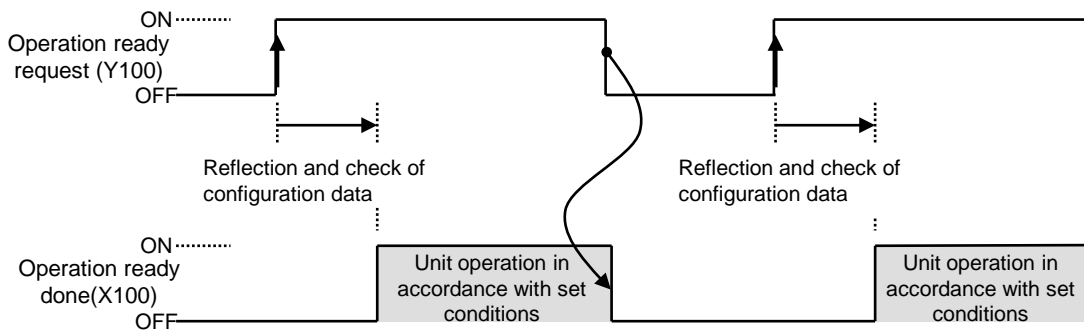 ON
Operation ready
request (Y100)
OFF
Reflection and check of
configuration data
Reflection and check of
configuration data
ON
Operation ready
done(X100)
OFF
Unit operation in
accordance with set
conditions
Unit operation in
accordance with set
conditions